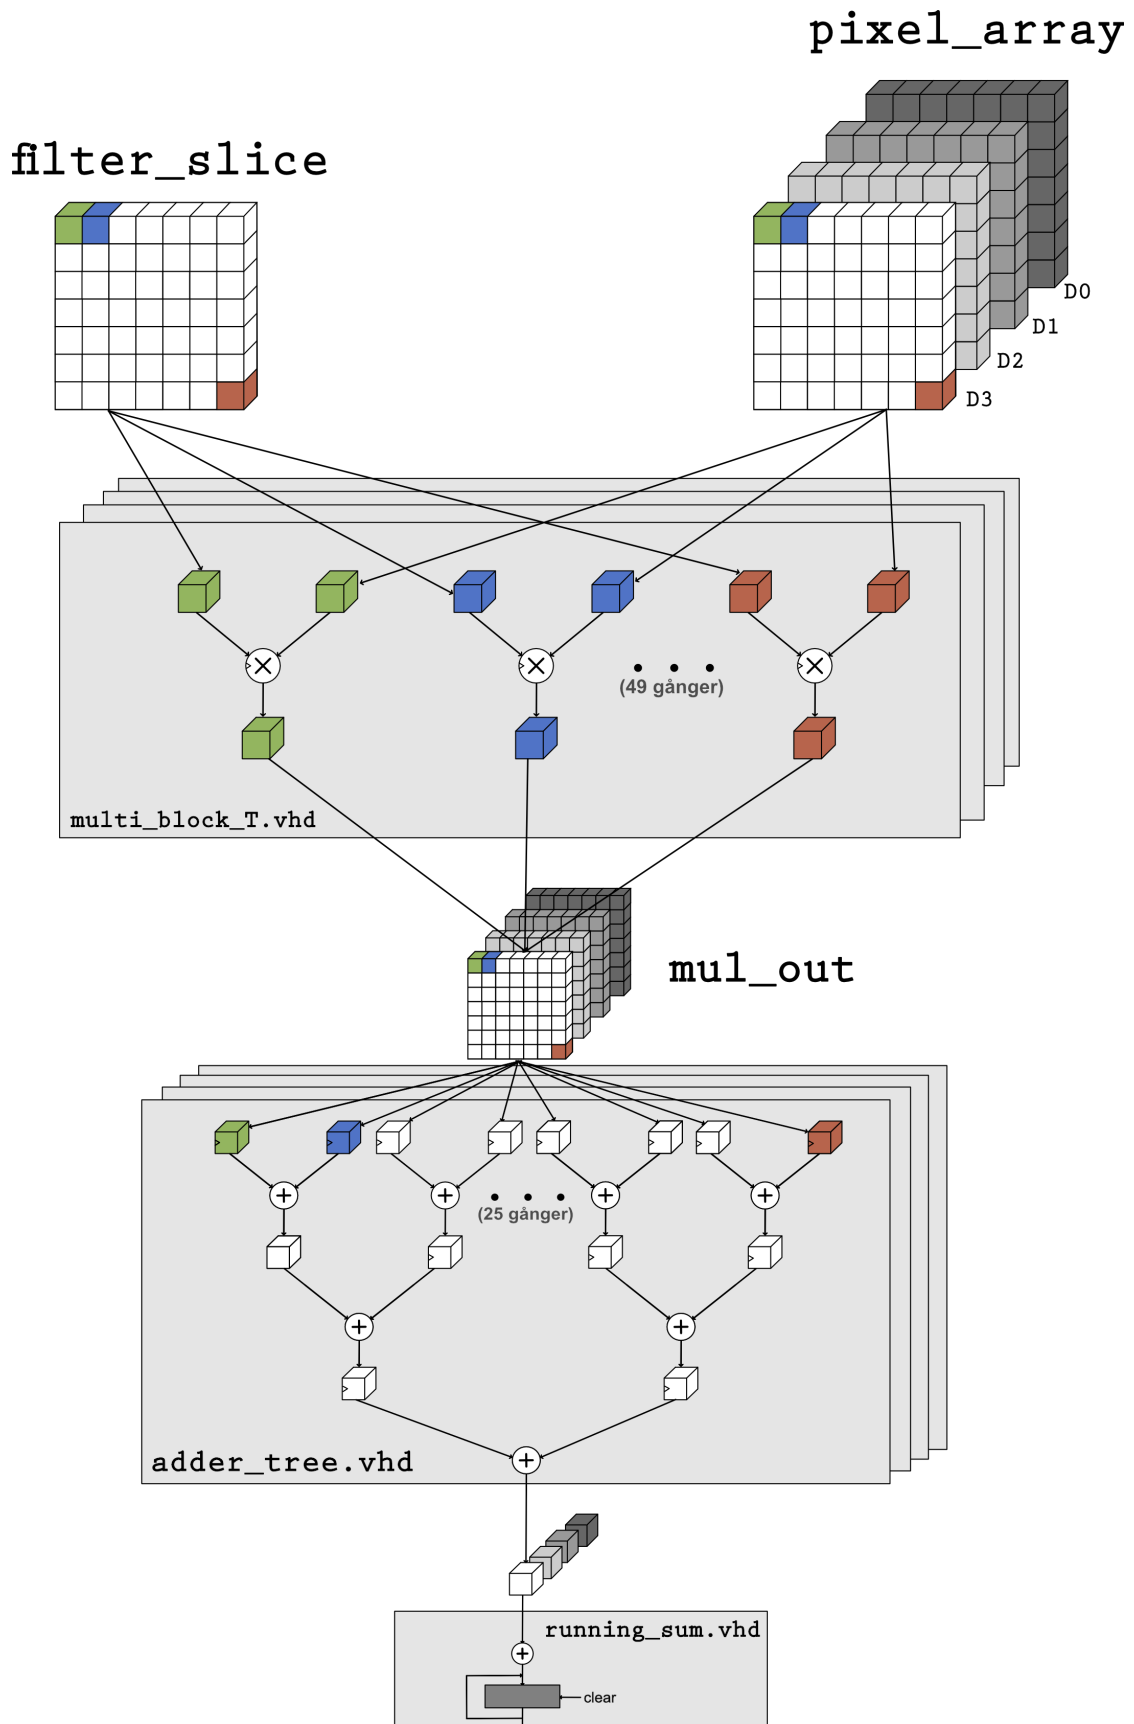 pixel_array
filter_slice
D0
D1
D2
D3
(49 gånger)
multi_block_T.vhd
mul_out
(25 gånger)
adder_tree.vhd
running_sum.vhd
clear